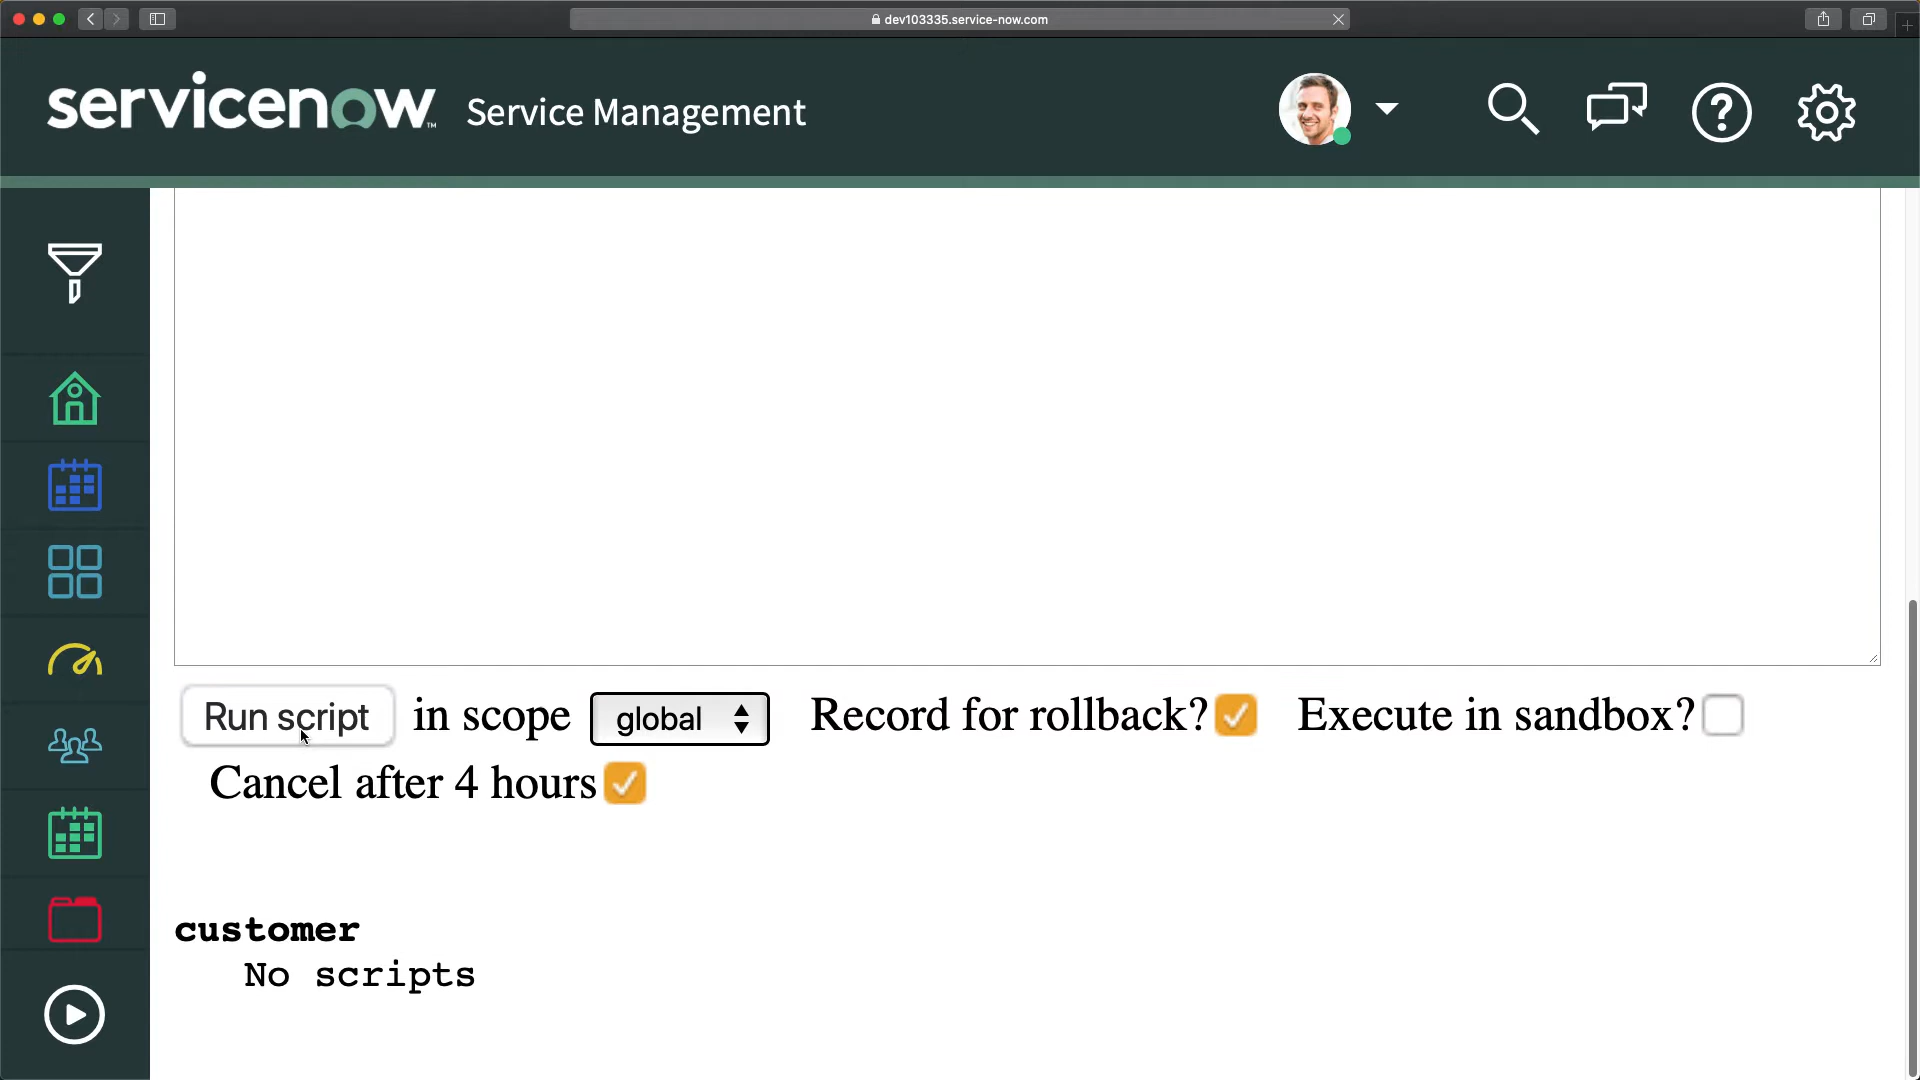 dev103335.service-now.com
servicenow™ Service Management
Run script in scope global Record for rollback? Execute in sandbox?
Cancel after 4 hours
customer
No scripts